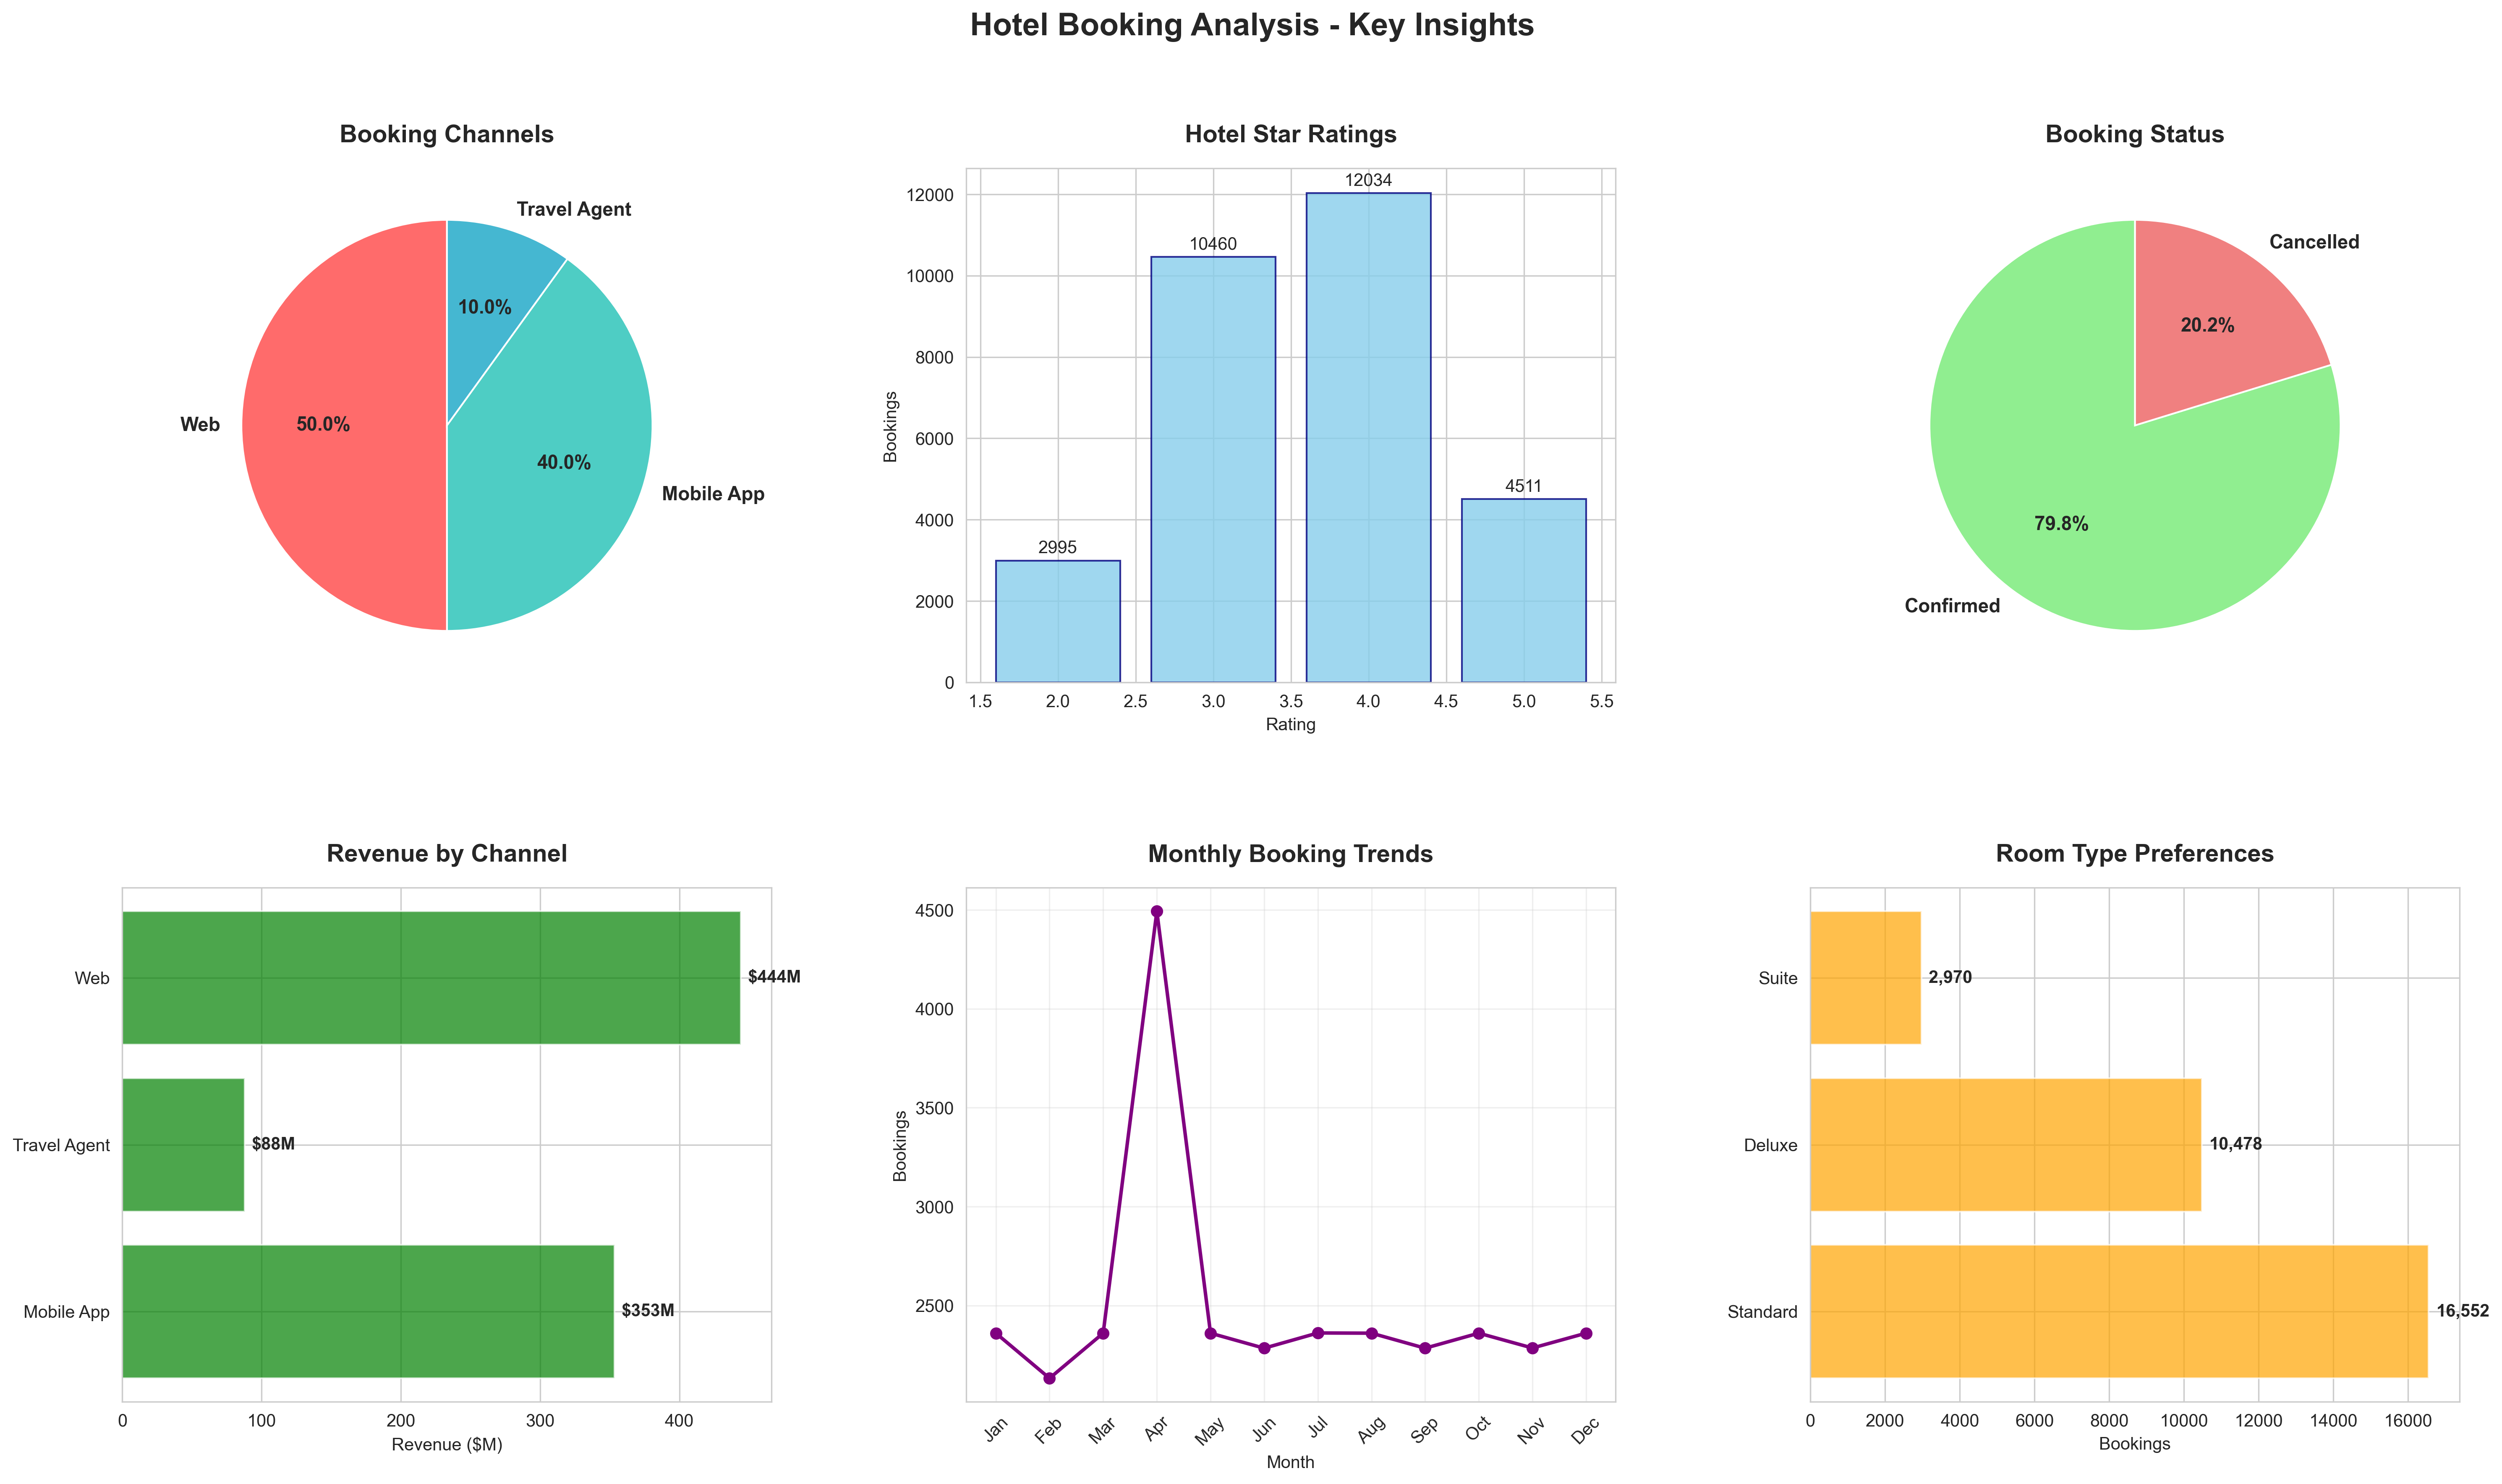 Hotel Booking Analysis - Key Insights
Booking Channels
Travel Agent
10.0%
Web
50.0%
40.0%
Mobile App
Hotel Star Ratings
12000
10000
8000
6000
4000
2000
0
Bookings
2995
10460
12034
4511
1.5 2.0 2.5 3.0 3.5 4.0 4.5 5.0 5.5
Rating
Booking Status
Cancelled
20.2%
79.8%
Confirmed
Revenue by Channel
Web
$444M
Travel Agent
$88M
Mobile App
$353M
0 100 200 300 400
Revenue ($M)
Monthly Booking Trends
4500
4000
3500
3000
2500
Bookings
Jan Feb Mar Apr May Jun Jul Aug Sep Oct Nov Dec
Month
Room Type Preferences
Suite
2,970
Deluxe
10,478
Standard
16,552
0 2000 4000 6000 8000 10000 12000 14000 16000
Bookings